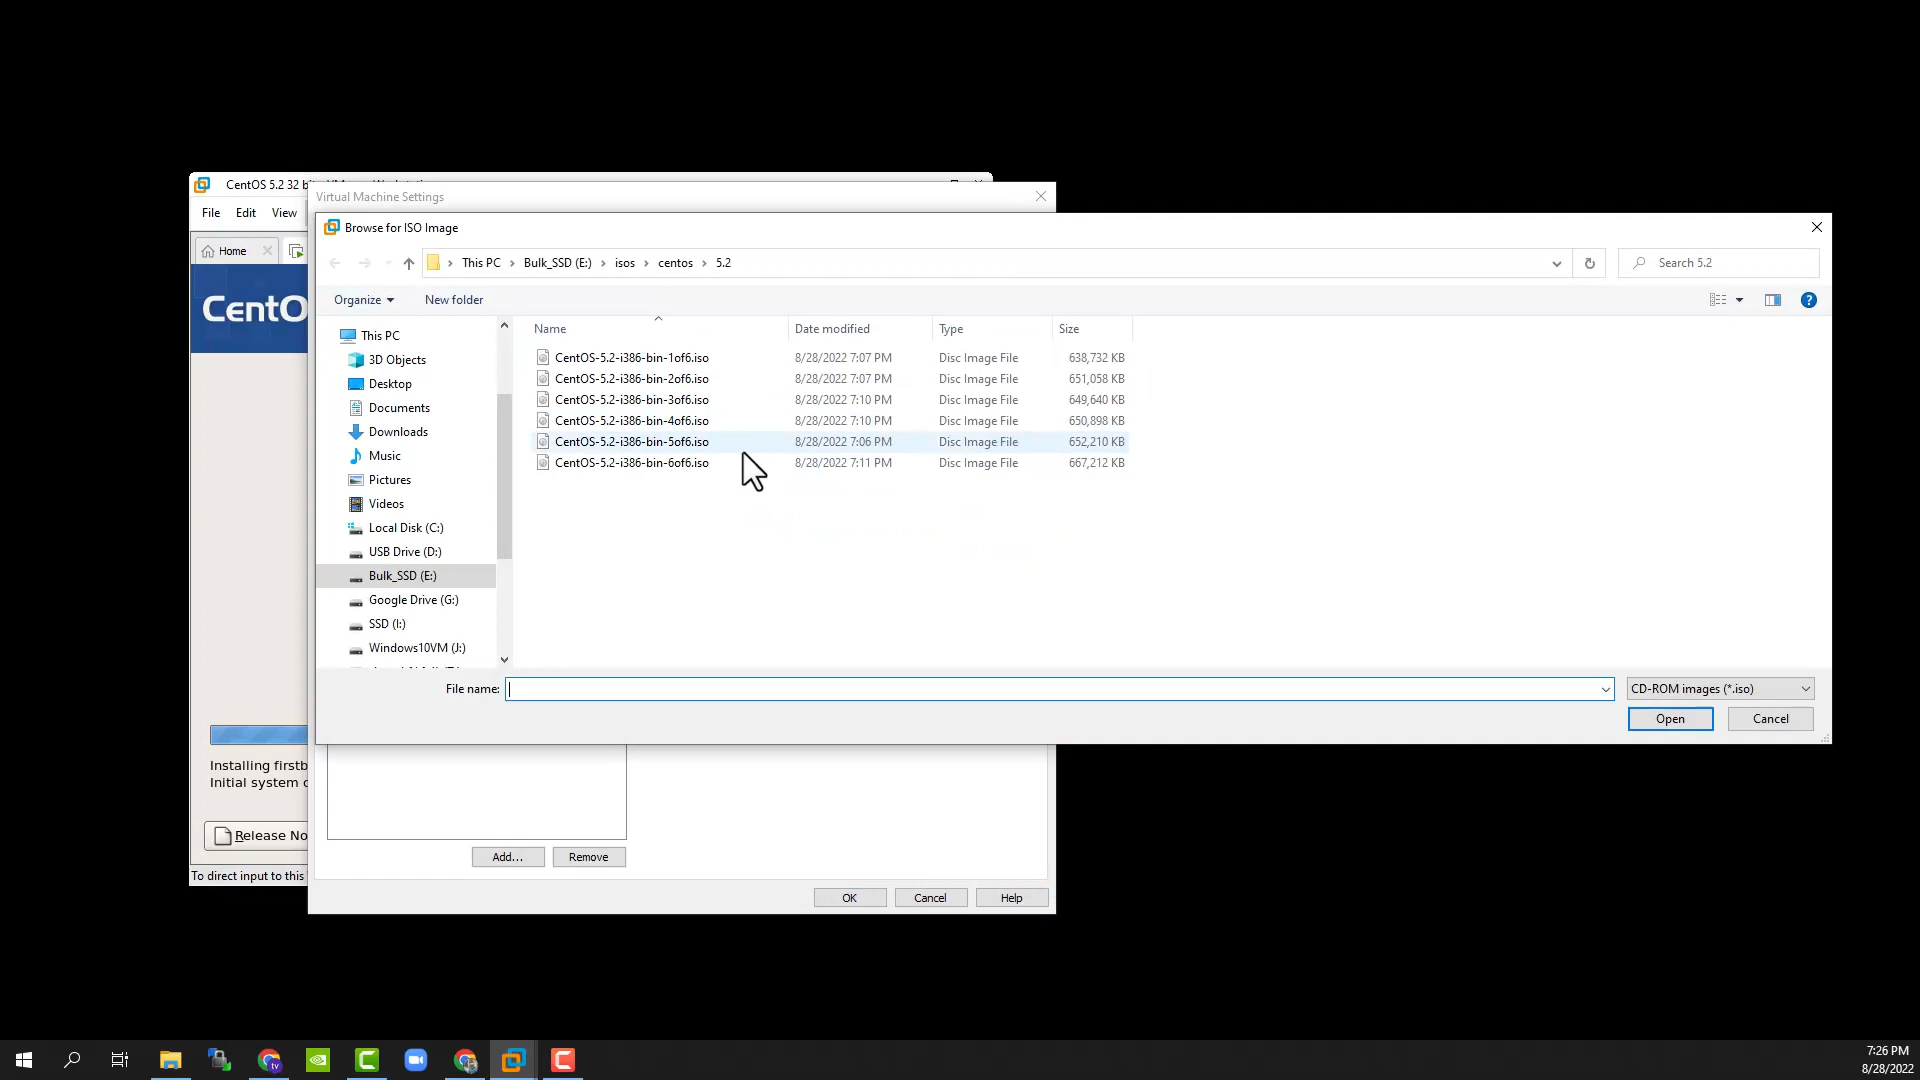 CentOS 5.2 32 bi
Virtual Machine Settings
File Edit View
Browse for ISO Image
Home
This PC > Bulk_SSD (E:) > isos > centos > 5.2
Search 5.2
Organize
New folder
CentO
Name
Date modified
Type
Size
This PC
3D Objects
Desktop
Documents
Downloads
Music
Pictures
Videos
Local Disk (C:)
USB Drive (D:)
Bulk_SSD (E:)
Google Drive (G:)
SSD (I:)
Windows10VM (J:)
CentOS-5.2-i386-bin-1of6.iso 8/28/2022 7:07 PM Disc Image File 638,732 KB
CentOS-5.2-i386-bin-2of6.iso 8/28/2022 7:07 PM Disc Image File 651,058 KB
CentOS-5.2-i386-bin-3of6.iso 8/28/2022 7:10 PM Disc Image File 649,640 KB
CentOS-5.2-i386-bin-4of6.iso 8/28/2022 7:10 PM Disc Image File 650,898 KB
CentOS-5.2-i386-bin-5of6.iso 8/28/2022 7:06 PM Disc Image File 652,210 KB
CentOS-5.2-i386-bin-6of6.iso 8/28/2022 7:11 PM Disc Image File 667,212 KB
File name:
CD-ROM images (*.iso)
Open
Cancel
Installing firstb
Initial system c
Release No
To direct input to this
Add...
Remove
OK
Cancel
Help
tv
7:26 PM
8/28/2022